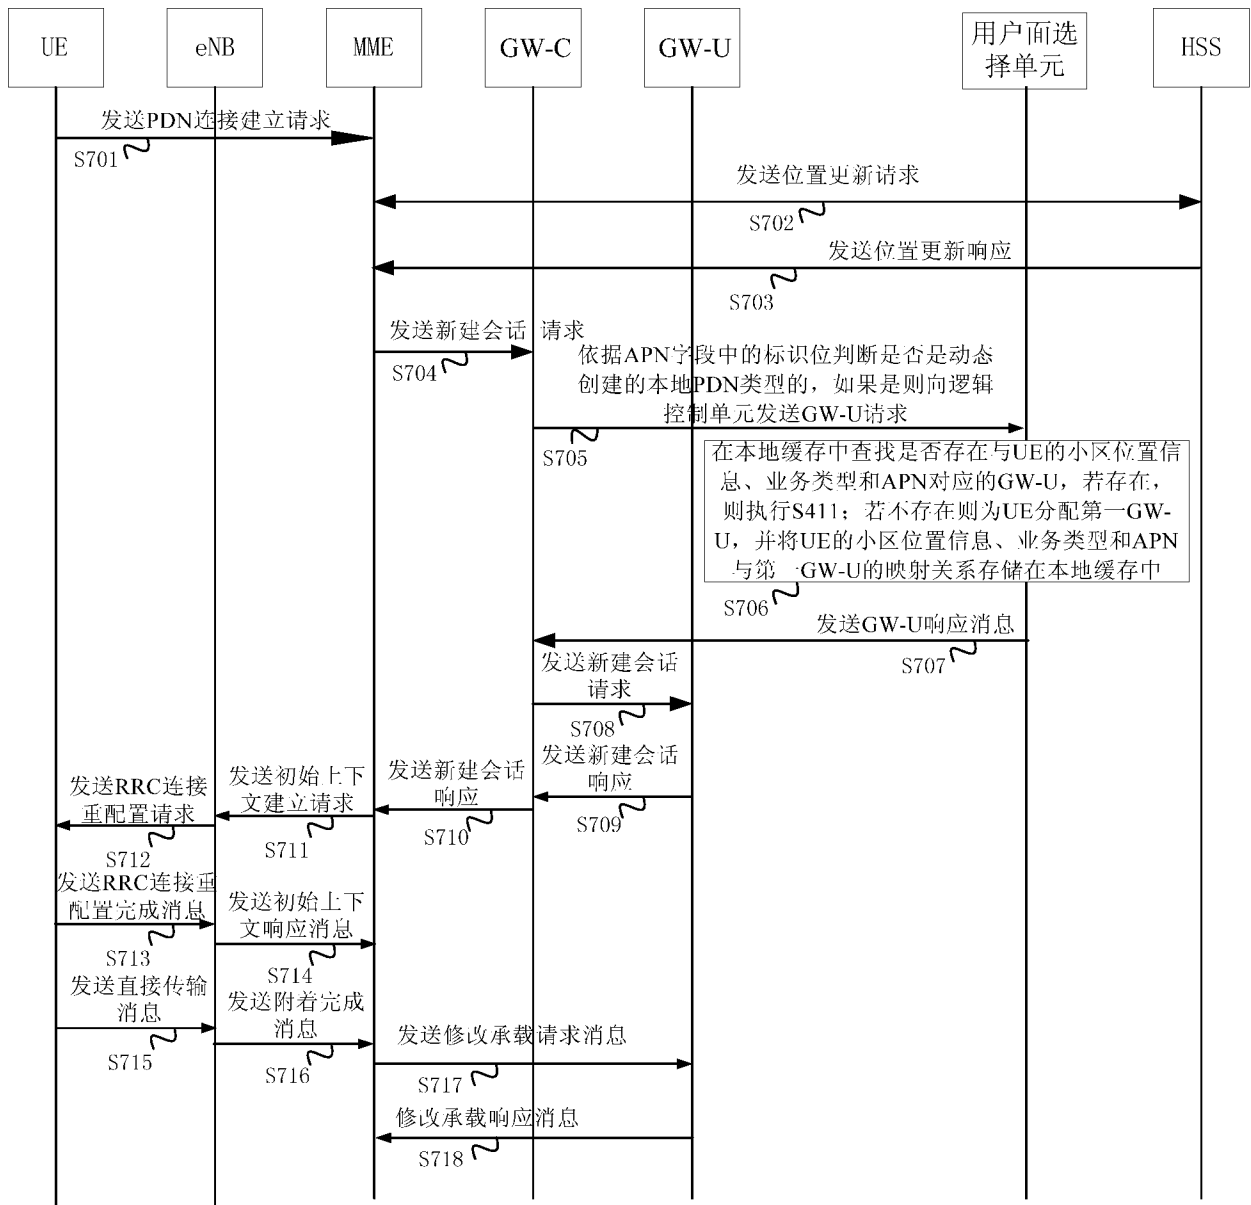 UE
eNB
MME
GW-C
GW-U
用户面选
择单元
HSS
发送PDN连接建立请求
S701
发送位置更新请求
S702
发送位置更新响应
S703
发送新建会话 请求
S704
依据APN字段中的标识位判断是否是动态
创建的本地PDN类型的，如果是则向逻辑
控制单元发送GW-U请求
S705
在本地缓存中查找是否存在与UE的小区位置信
息、业务类型和APN对应的GW-U，若存在，
则执行S411；若不存在则为UE分配第一GW-
U，并将UE的小区位置信息、业务类型和APN
与第一GW-U的映射关系存储在本地缓存中
S706
发送GW-U响应消息
S707
发送新建会话
请求
S708
发送新建会话
响应
S709
发送新建会话
响应
S710
发送初始上下
文建立请求
S711
发送RRC连接
重配置请求
S712
发送RRC连接重
配置完成消息
S713
发送初始上下
文响应消息
S714
发送直接传输
消息
S715
发送附着完成
消息
S716
发送修改承载请求消息
S717
修改承载响应消息
S718